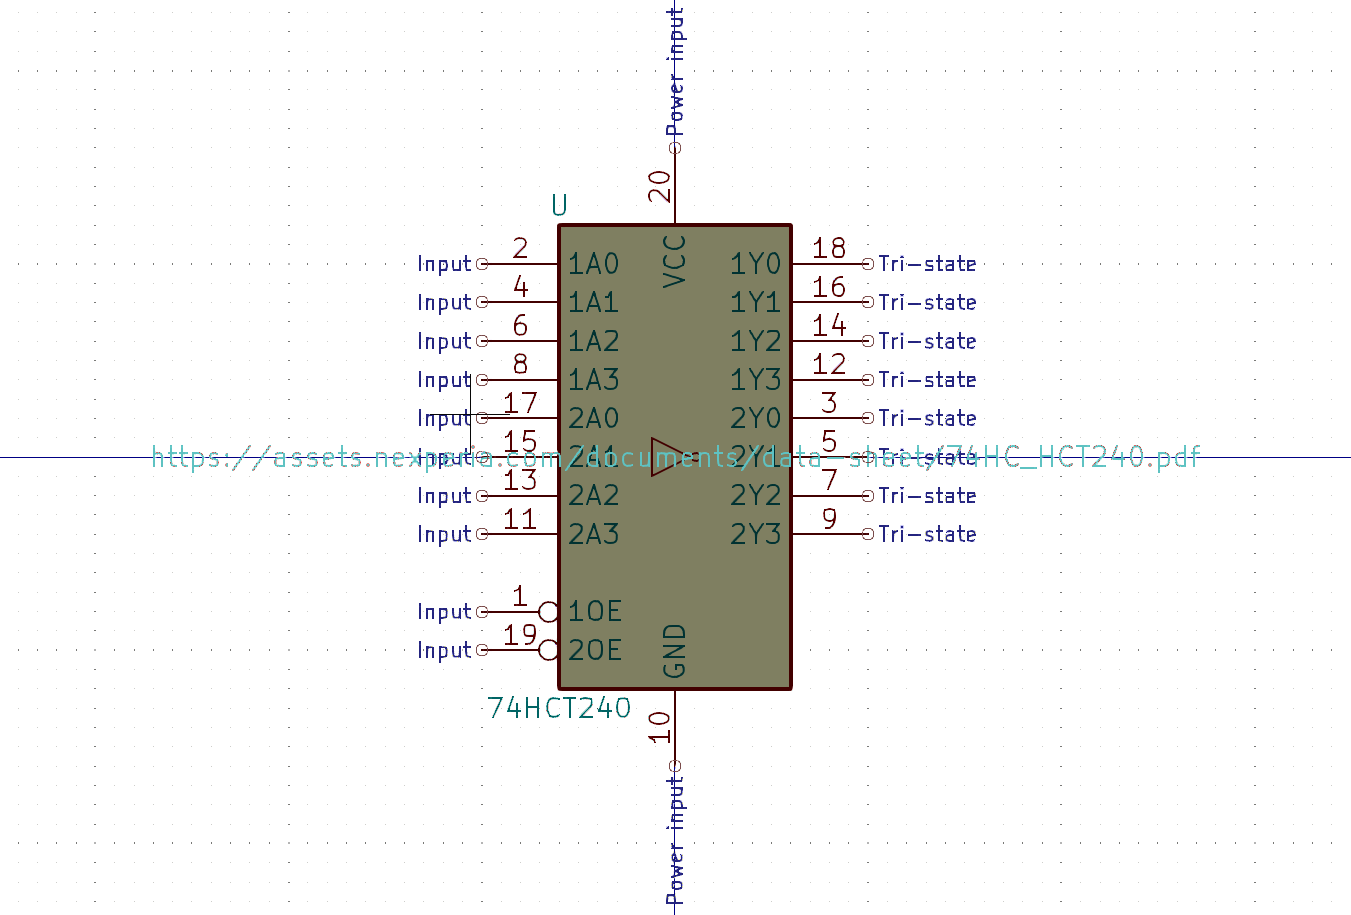 Power input
20
U
VCC
Input 2 1A0 1Y0 18 Tri-state
Input 4 1A1 1Y1 16 Tri-state
Input 6 1A2 1Y2 14 Tri-state
Input 8 1A3 1Y3 12 Tri-state
Input 17 2A0 2Y0 3 Tri-state
Input 15 2A1 2Y1 5 Tri-state
https://assets.nexperia.com/documents/data-sheet/74HC_HCT240.pdf
Input 13 2A2 2Y2 7 Tri-state
Input 11 2A3 2Y3 9 Tri-state
Input 1 1OE
Input 19 2OE
GND
74HCT240
10
Power input